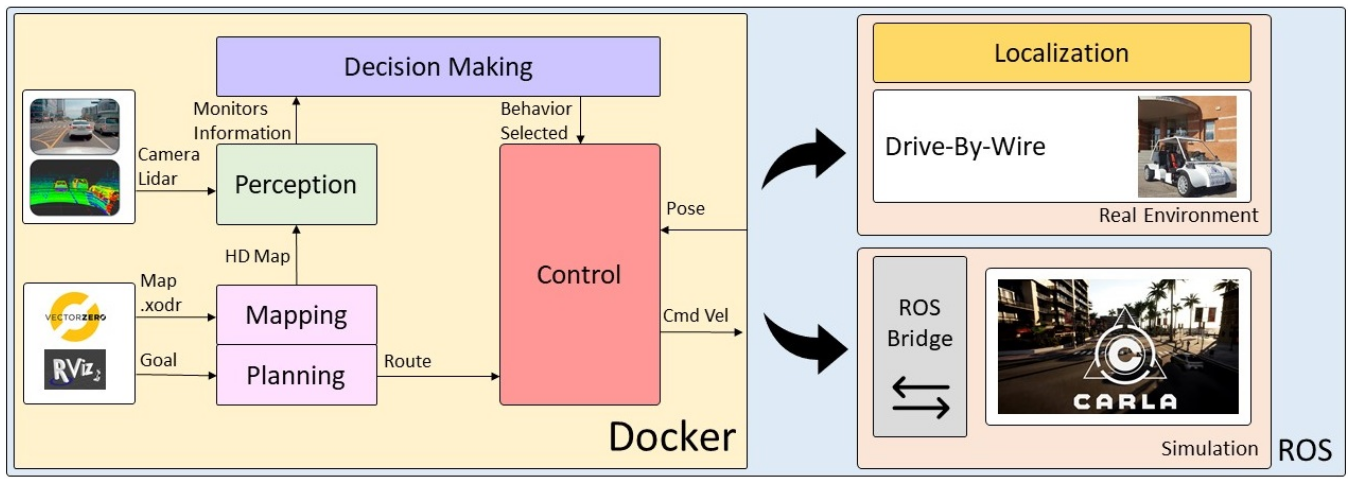 Decision Making
Monitors
Information
Behavior
Selected
Camera
Lidar
Perception
HD Map
Map
.xodr
VECTORZERO
Mapping
Goal
RViz
Planning
Route
Control
Pose
Cmd Vel
Docker
Localization
Drive-By-Wire
Real Environment
ROS
Bridge
CARLA
Simulation
ROS